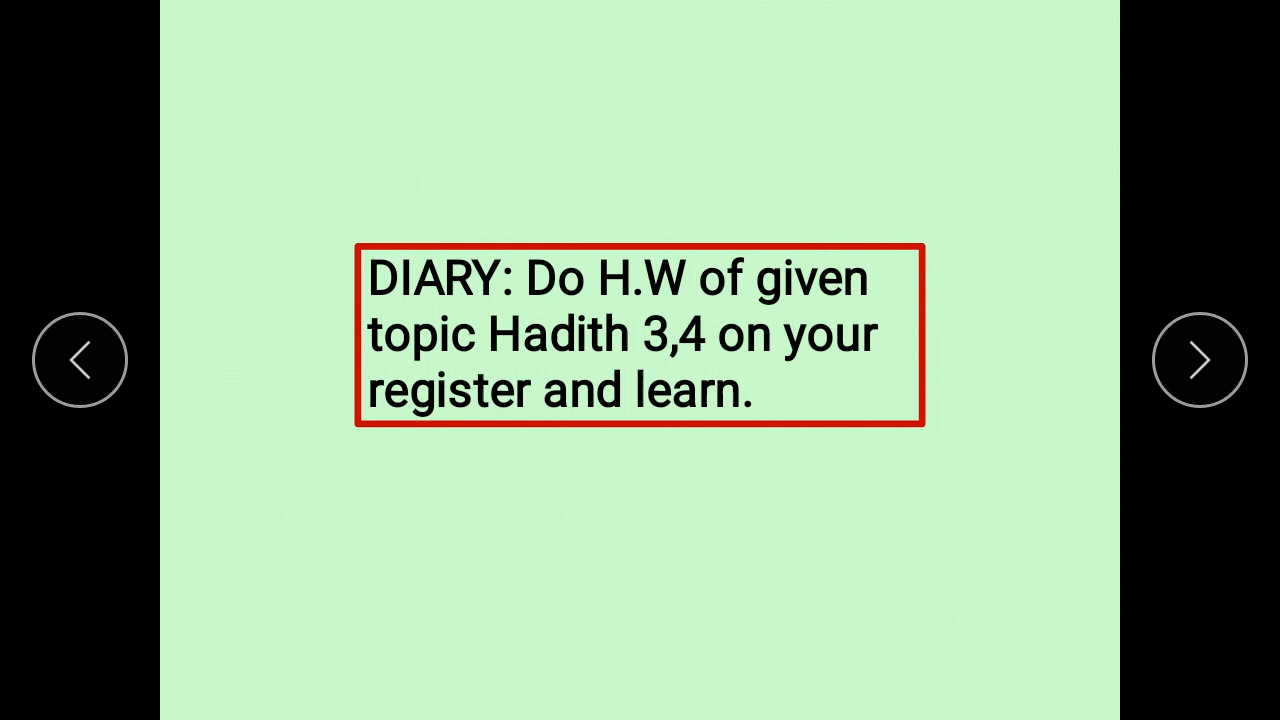 DIARY: Do H.W of given
topic Hadith 3,4 on your
register and learn.